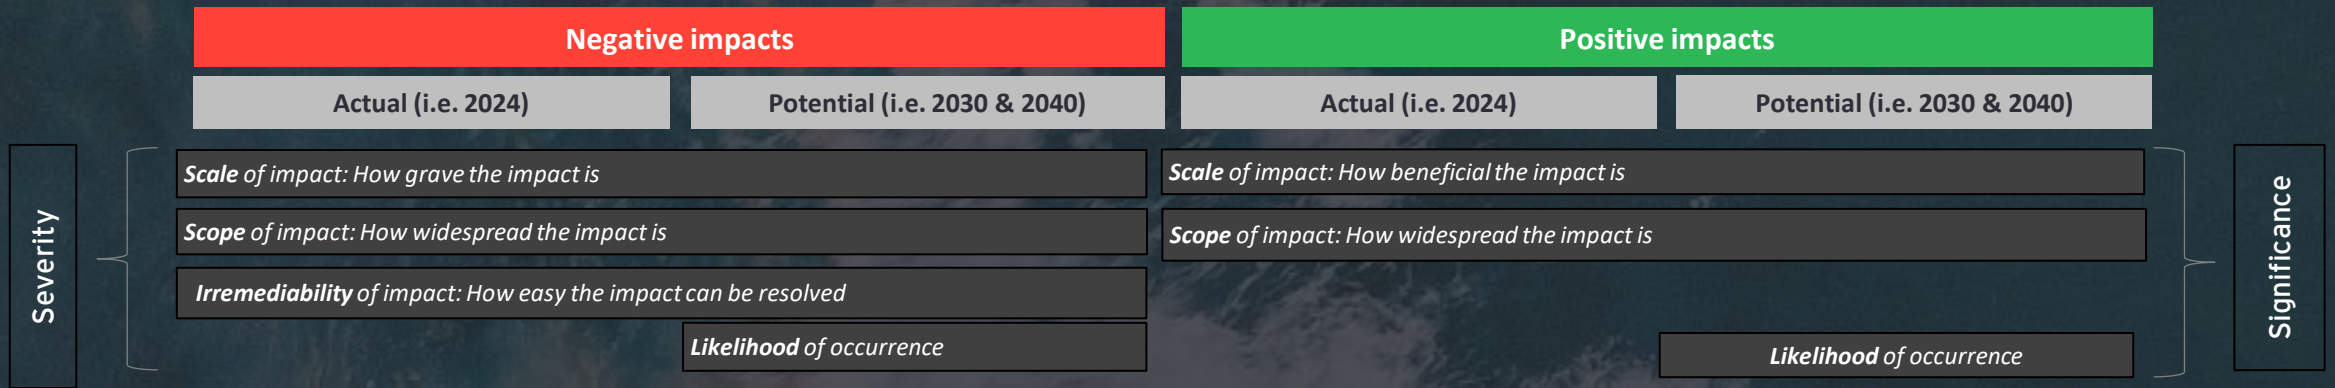 Negative impacts
Positive impacts
Actual (i.e. 2024)
Potential (i.e. 2030 & 2040)
Actual (i.e. 2024)
Potential (i.e. 2030 & 2040)
Severity
Scale of impact: How grave the impact is
Scope of impact: How widespread the impact is
Irremediability of impact: How easy the impact can be resolved
Likelihood of occurrence
Scale of impact: How beneficial the impact is
Scope of impact: How widespread the impact is
Likelihood of occurrence
Significance